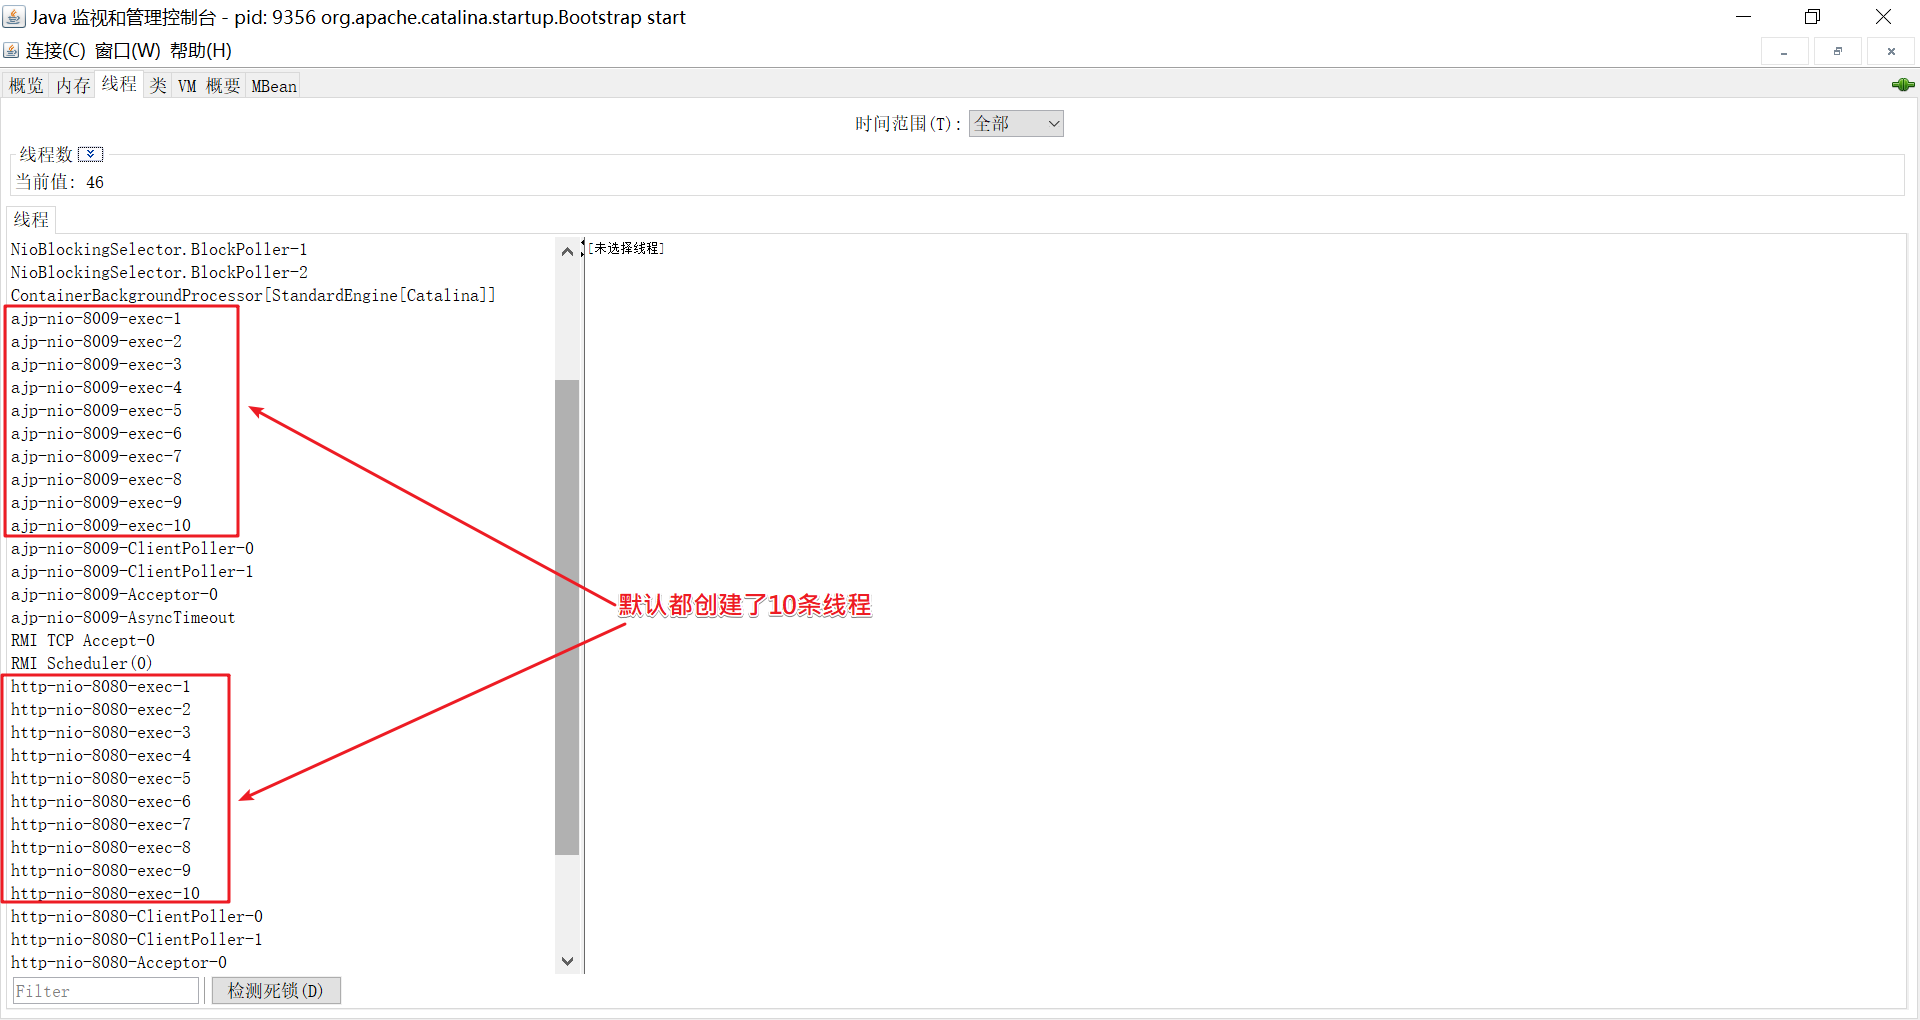 Java 监视和管理控制台 - pid: 9356 org.apache.catalina.startup.Bootstrap start
连接(C) 窗口(W) 帮助(H)
概览 内存 线程 类 VM 概要 MBean
时间范围(T): 全部
线程数
当前值: 46
线程
NioBlockingSelector.BlockPoller-1
[未选择线程]
NioBlockingSelector.BlockPoller-2
ContainerBackgroundProcessor[StandardEngine[Catalina]]
ajp-nio-8009-exec-1
ajp-nio-8009-exec-2
ajp-nio-8009-exec-3
ajp-nio-8009-exec-4
ajp-nio-8009-exec-5
ajp-nio-8009-exec-6
ajp-nio-8009-exec-7
ajp-nio-8009-exec-8
ajp-nio-8009-exec-9
ajp-nio-8009-exec-10
ajp-nio-8009-ClientPoller-0
ajp-nio-8009-ClientPoller-1
ajp-nio-8009-Acceptor-0
默认都创建了10条线程
ajp-nio-8009-AsyncTimeout
RMI TCP Accept-0
RMI Scheduler(0)
http-nio-8080-exec-1
http-nio-8080-exec-2
http-nio-8080-exec-3
http-nio-8080-exec-4
http-nio-8080-exec-5
http-nio-8080-exec-6
http-nio-8080-exec-7
http-nio-8080-exec-8
http-nio-8080-exec-9
http-nio-8080-exec-10
http-nio-8080-ClientPoller-0
http-nio-8080-ClientPoller-1
http-nio-8080-Acceptor-0
Filter 检测死锁(D)